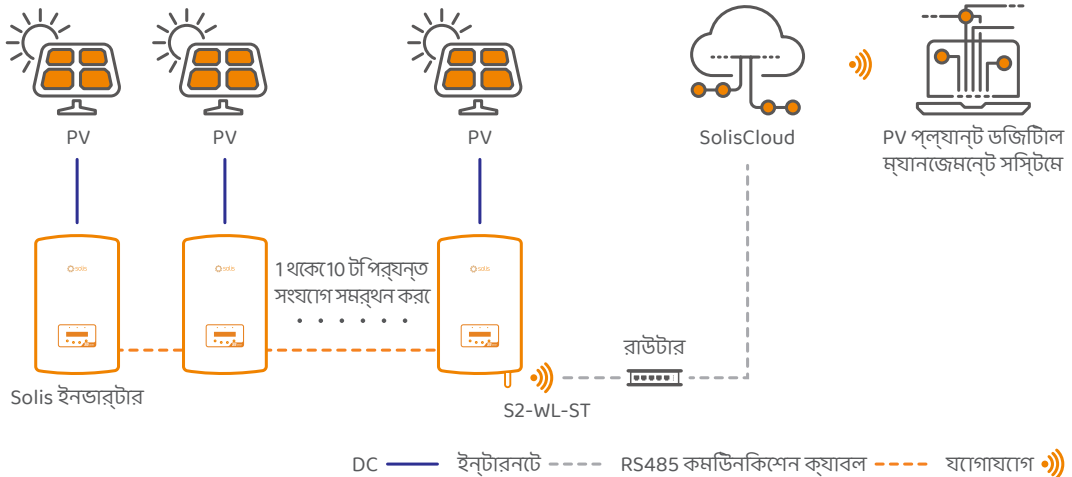 PV
PV
PV
SolisCloud
PV প্ল্যান্ট ডিজিটাল
ম্যানেজমেন্ট সিস্টেম
solis
solis
solis
1 থেকে 10 টি পর্যন্ত
সংযোগ সমর্থন করে
রাউটার
Solis ইনভার্টার
S2-WL-ST
DC
ইন্টারনেট
RS485 কমিউনিকেশন ক্যাবল
যোগাযোগ